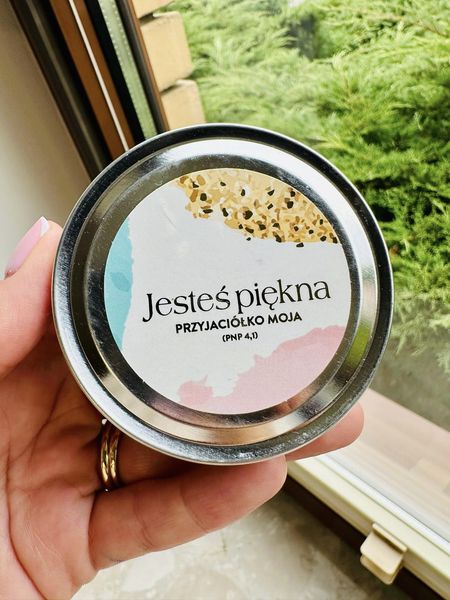 Jesteś piękna
PRZYJACIÓŁKO MOJA
(PNP 4,1)